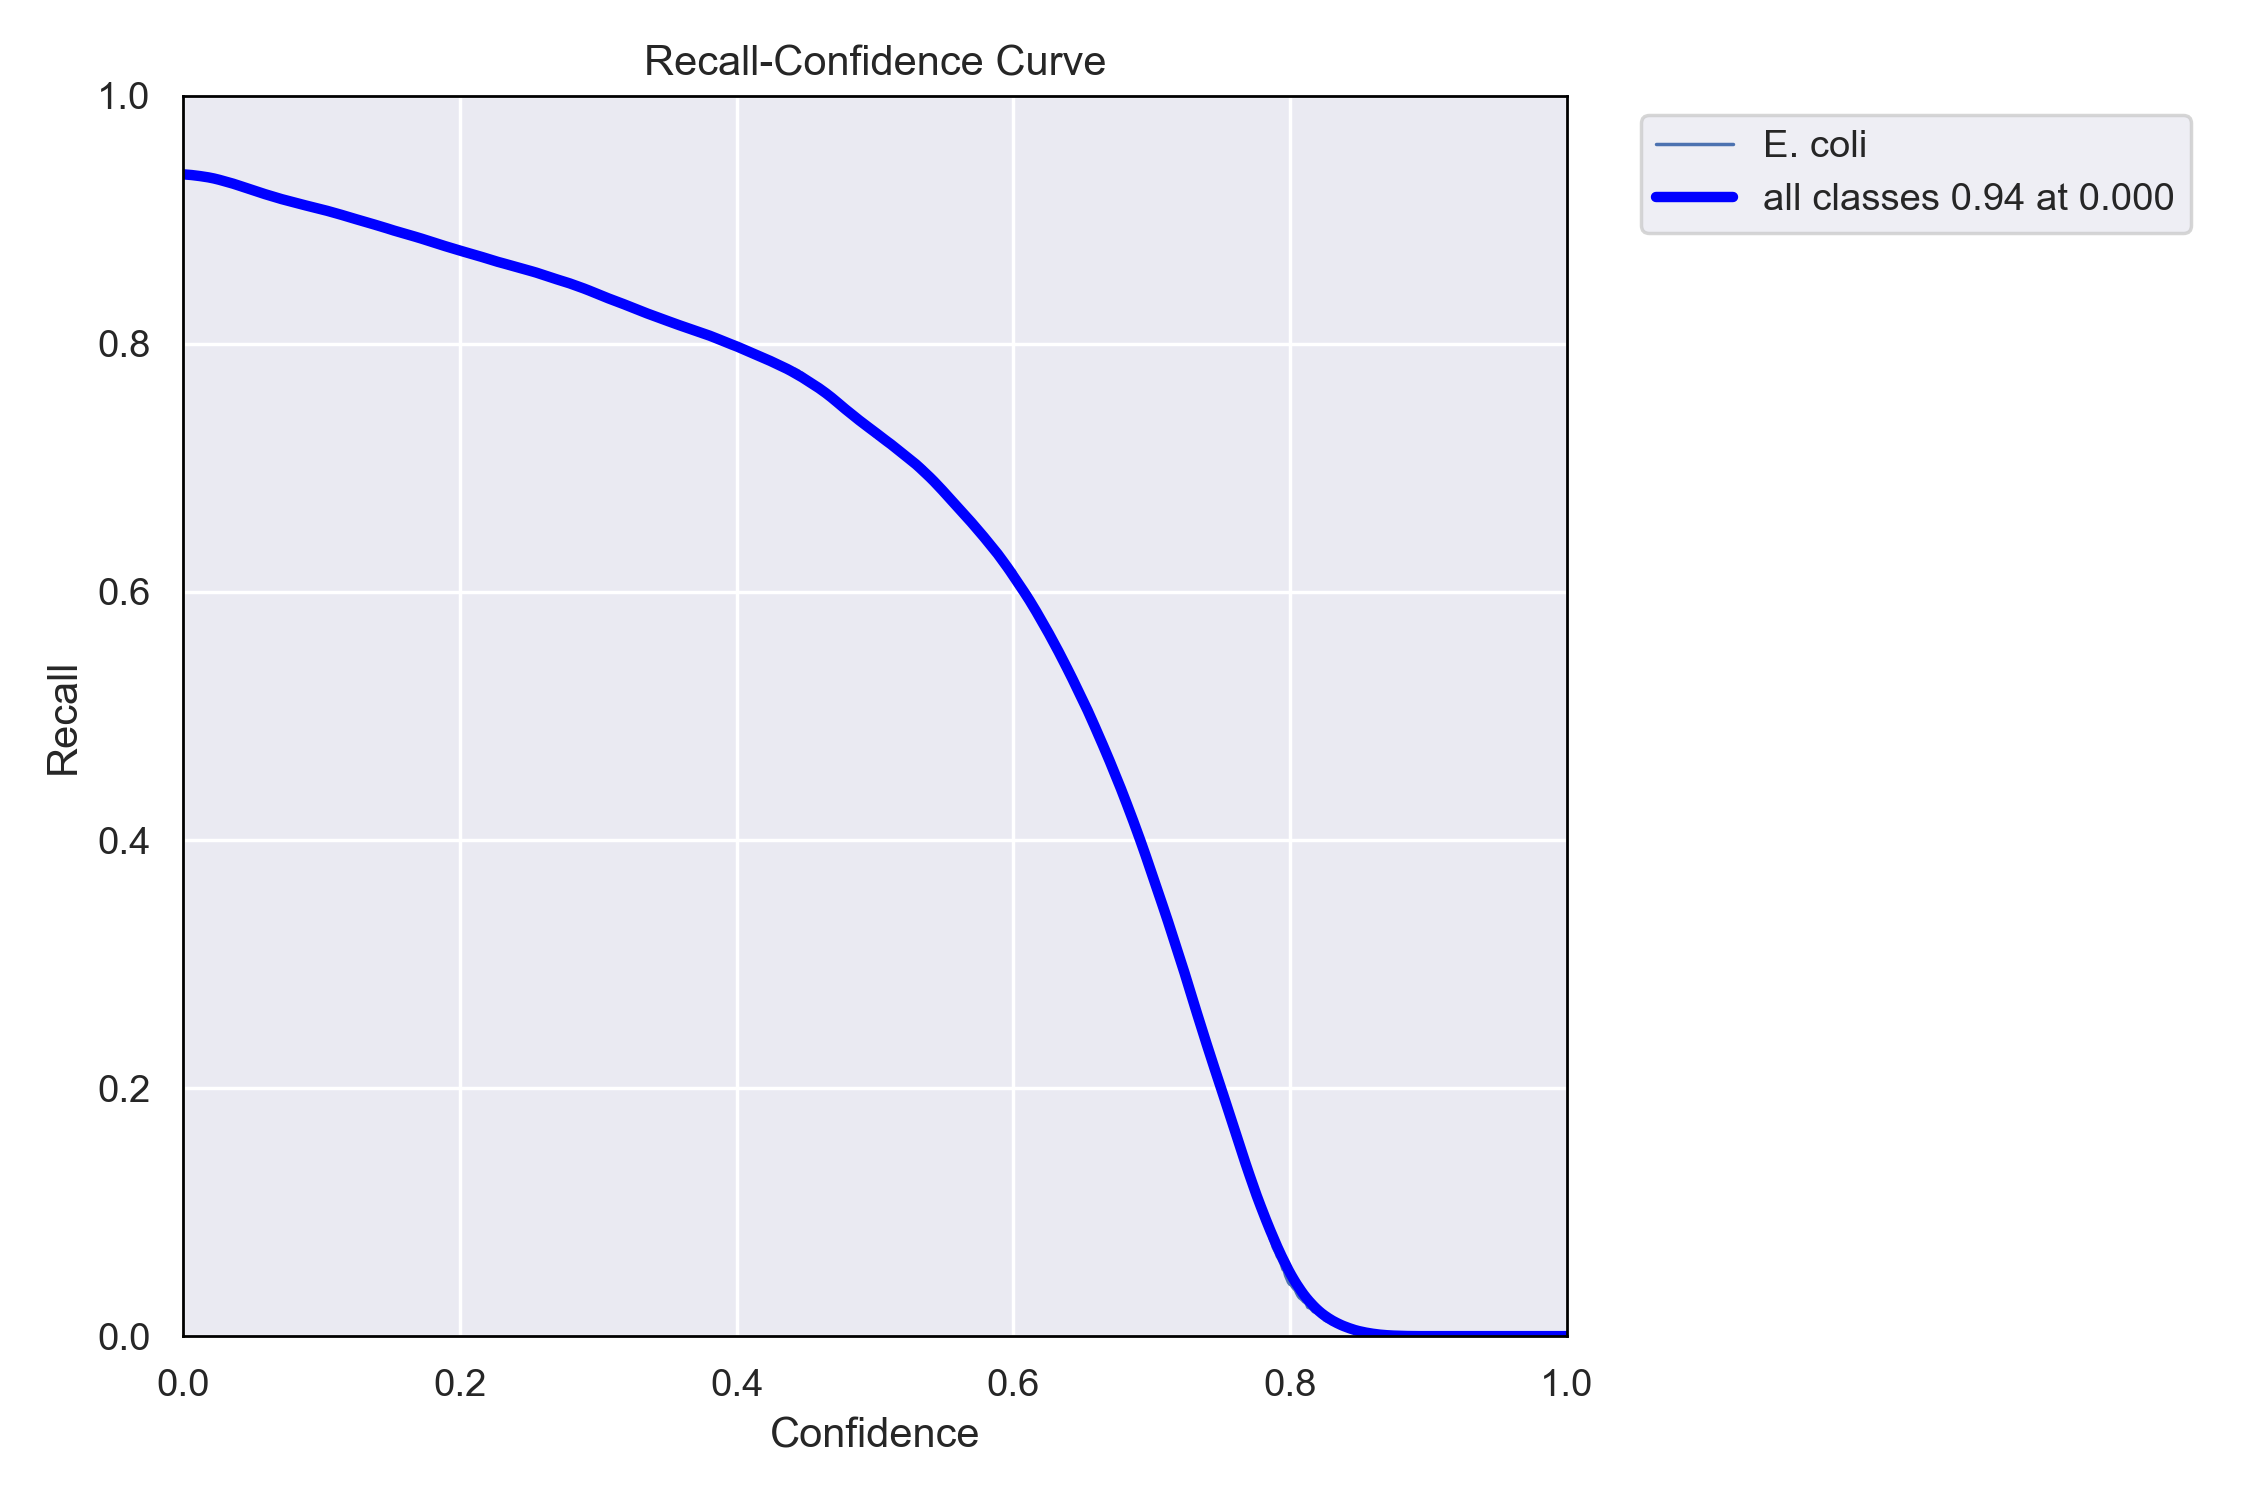 Recall-Confidence Curve
1.0
0.8
0.6
0.4
0.2
0.0
Recall
0.0 0.2 0.4 0.6 0.8 1.0
Confidence
E. coli
all classes 0.94 at 0.000